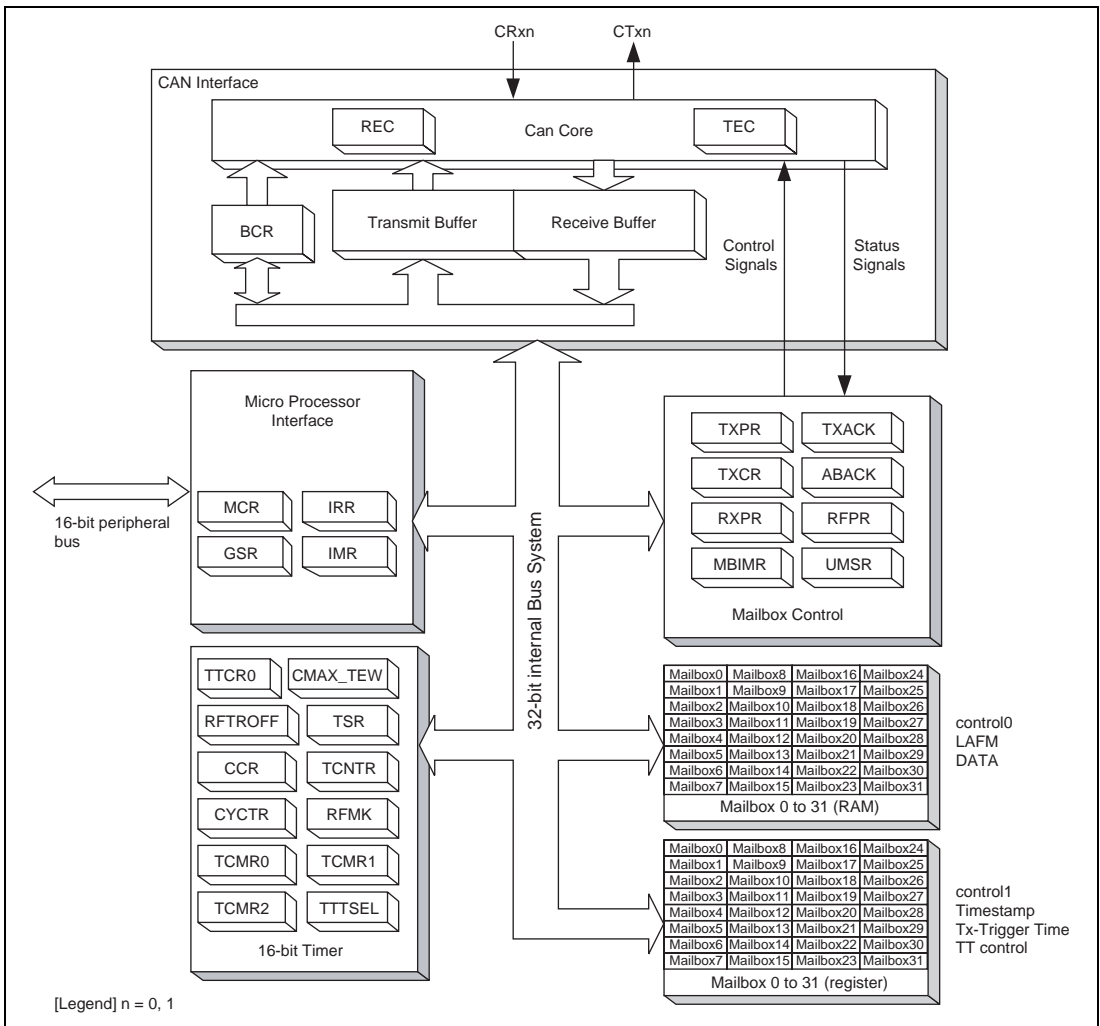 CRxn CTxn
CAN Interface
REC Can Core TEC
BCR
Transmit Buffer
Receive Buffer
Control
Signals
Status
Signals
Micro Processor
Interface
MCR IRR
GSR IMR
16-bit peripheral
bus
32-bit internal Bus System
TXPR TXACK
TXCR ABACK
RXPR RFPR
MBIMR UMSR
Mailbox Control
TTCR0 CMAX_TEW
RFTROFF TSR
CCR TCNTR
CYCTR RFMK
TCMR0 TCMR1
TCMR2 TTTSEL
16-bit Timer
Mailbox0 Mailbox8 Mailbox16 Mailbox24
Mailbox1 Mailbox9 Mailbox17 Mailbox25
Mailbox2 Mailbox10 Mailbox18 Mailbox26
Mailbox3 Mailbox11 Mailbox19 Mailbox27
Mailbox4 Mailbox12 Mailbox20 Mailbox28
Mailbox5 Mailbox13 Mailbox21 Mailbox29
Mailbox6 Mailbox14 Mailbox22 Mailbox30
Mailbox7 Mailbox15 Mailbox23 Mailbox31
Mailbox 0 to 31 (RAM)
control0
LAFM
DATA
Mailbox0 Mailbox8 Mailbox16 Mailbox24
Mailbox1 Mailbox9 Mailbox17 Mailbox25
Mailbox2 Mailbox10 Mailbox18 Mailbox26
Mailbox3 Mailbox11 Mailbox19 Mailbox27
Mailbox4 Mailbox12 Mailbox20 Mailbox28
Mailbox5 Mailbox13 Mailbox21 Mailbox29
Mailbox6 Mailbox14 Mailbox22 Mailbox30
Mailbox7 Mailbox15 Mailbox23 Mailbox31
Mailbox 0 to 31 (register)
control1
Timestamp
Tx-Trigger Time
TT control
[Legend] n = 0, 1